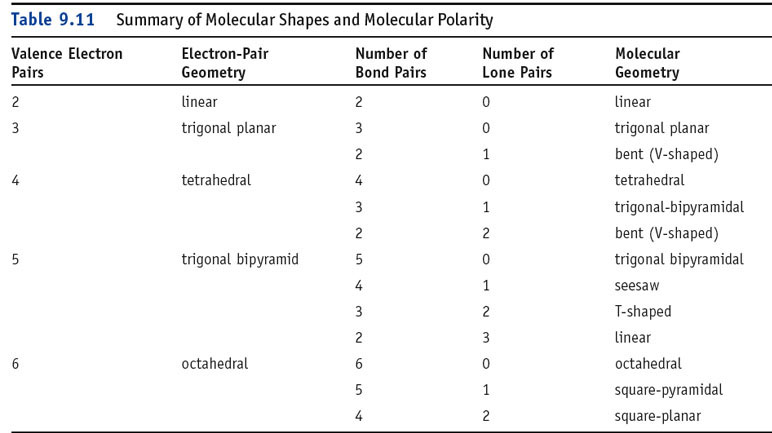 Table 9.11 Summary of Molecular Shapes and Molecular Polarity
Valence Electron Pairs Electron-Pair Geometry Number of Bond Pairs Number of Lone Pairs Molecular Geometry
2 linear 2 0 linear
3 trigonal planar 3 0 trigonal planar
2 1 bent (V-shaped)
4 tetrahedral 4 0 tetrahedral
3 1 trigonal-bipyramidal
2 2 bent (V-shaped)
5 trigonal bipyramid 5 0 trigonal bipyramidal
4 1 seesaw
3 2 T-shaped
2 3 linear
6 octahedral 6 0 octahedral
5 1 square-pyramidal
4 2 square-planar